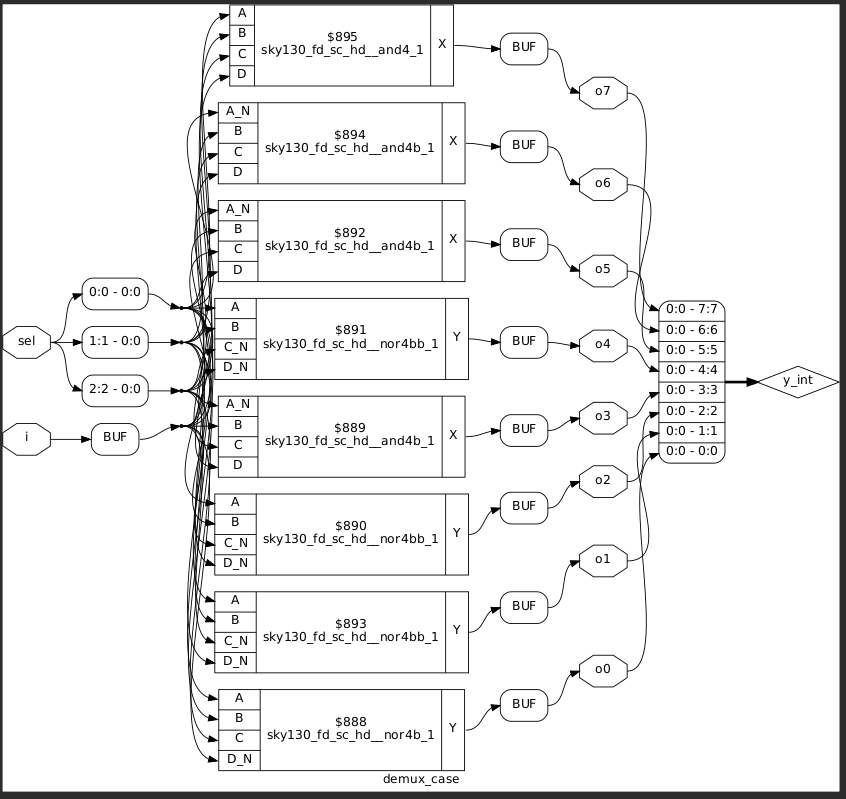 A
B
C
D
$895
sky130_fd_sc_hd__and4_1
X
BUF
o7
A_N
B
C
D
$894
sky130_fd_sc_hd__and4b_1
X
BUF
o6
A_N
B
C
D
$892
sky130_fd_sc_hd__and4b_1
X
BUF
o5
sel
0:0 - 0:0
1:1 - 0:0
2:2 - 0:0
i
BUF
A
B
C_N
D_N
$891
sky130_fd_sc_hd__nor4bb_1
Y
BUF
o4
A_N
B
C
D
$889
sky130_fd_sc_hd__and4b_1
X
BUF
o3
0:0 - 7:7
0:0 - 6:6
0:0 - 5:5
0:0 - 4:4
0:0 - 3:3
0:0 - 2:2
0:0 - 1:1
0:0 - 0:0
y_int
A
B
C_N
D_N
$890
sky130_fd_sc_hd__nor4bb_1
Y
BUF
o2
A
B
C_N
D_N
$893
sky130_fd_sc_hd__nor4bb_1
Y
BUF
o1
A
B
C
D_N
$888
sky130_fd_sc_hd__nor4b_1
Y
BUF
o0
demux_case